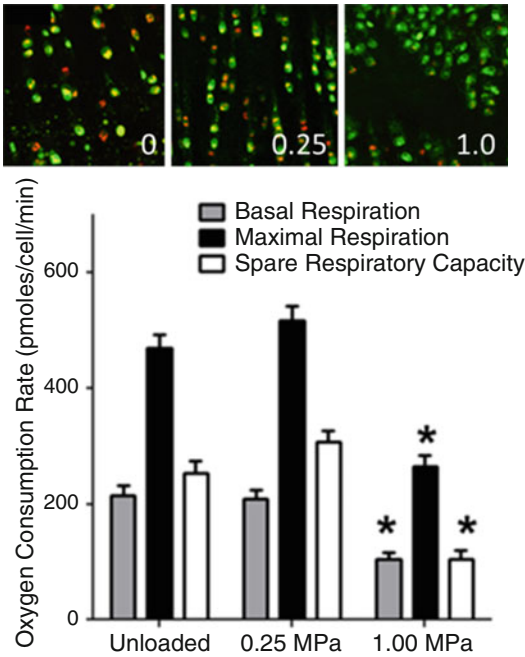 0
0.25
1.0
Oxygen Consumption Rate (pmoles/cell/min)
Basal Respiration
Maximal Respiration
Spare Respiratory Capacity
600
400
200
0
*
* *
Unloaded 0.25 MPa 1.00 MPa